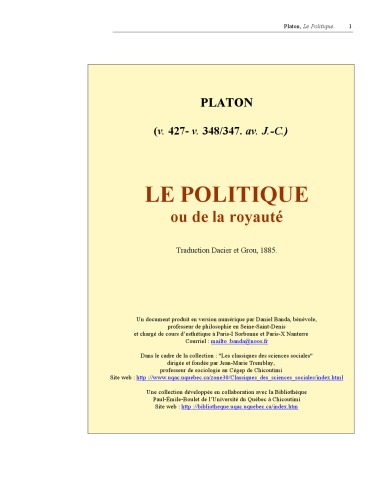 Platon, Le Politique. 1
PLATON
(v. 427- v. 348/347. av. J.-C.)
LE POLITIQUE
ou de la royauté
Traduction Dacier et Grou, 1885.
Un document produit en version numérique par Daniel Banda, bénévole,
professeur de philosophie en Seine-Saint-Denis
et chargé de cours d'esthétique à Paris-I Sorbonne et Paris-X Nanterre
Courriel : mailto_banda@noos.fr
Dans le cadre de la collection : "Les classiques des sciences sociales"
dirigée et fondée par Jean-Marie Tremblay,
professeur de sociologie au Cégep de Chicoutimi
Site web : http://www.uqac.uquebec.ca/zone30/Classiques_des_sciences_sociales/index.html
Une collection développée en collaboration avec la Bibliothèque
Paul-Émile-Boulet de l'Université du Québec à Chicoutimi
Site web : http://bibliotheque.uqac.uquebec.ca/index.htm